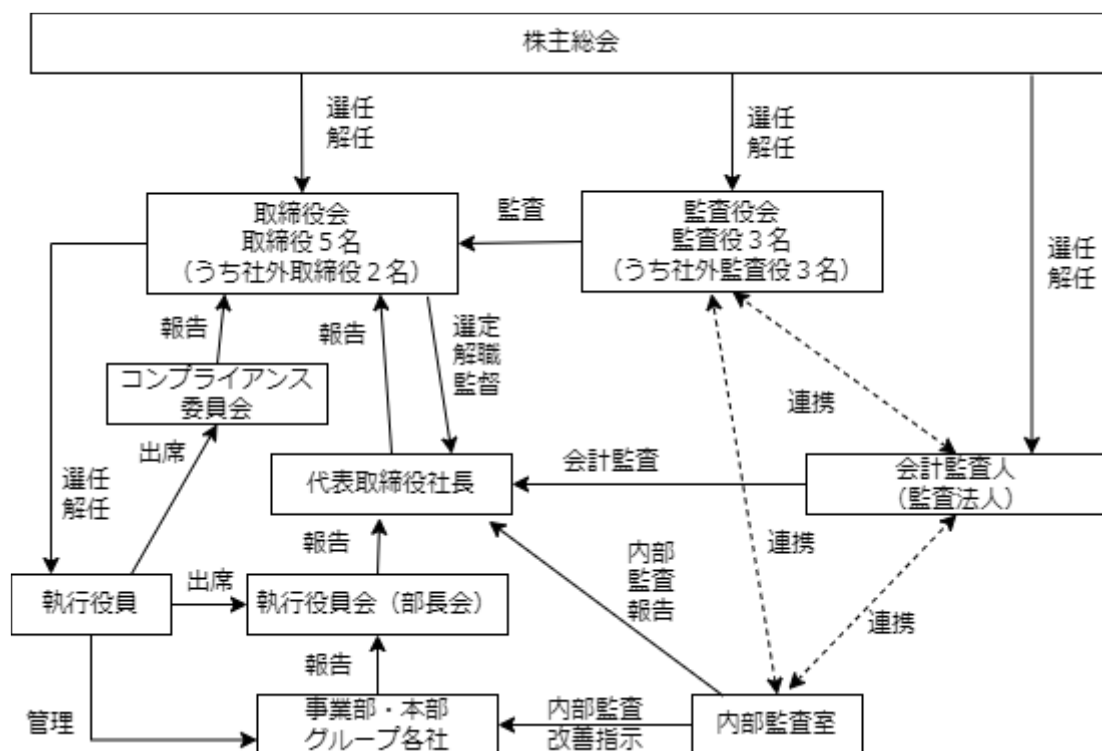 株主総会
選任
解任
選任
解任
取締役会
取締役5名
(うち社外取締役2名)
監査
監査役会
監査役3名
(うち社外監査役3名)
選任
解任
報告
報告
選定
解職
監督
コンプライアンス
委員会
連携
出席
選任
解任
代表取締役社長
会計監査
会計監査人
(監査法人)
報告
内部
監査
報告
連携
執行役員
出席
執行役員会(部長会)
連携
報告
管理
事業部・本部
グループ各社
内部監査
改善指示
内部監査室